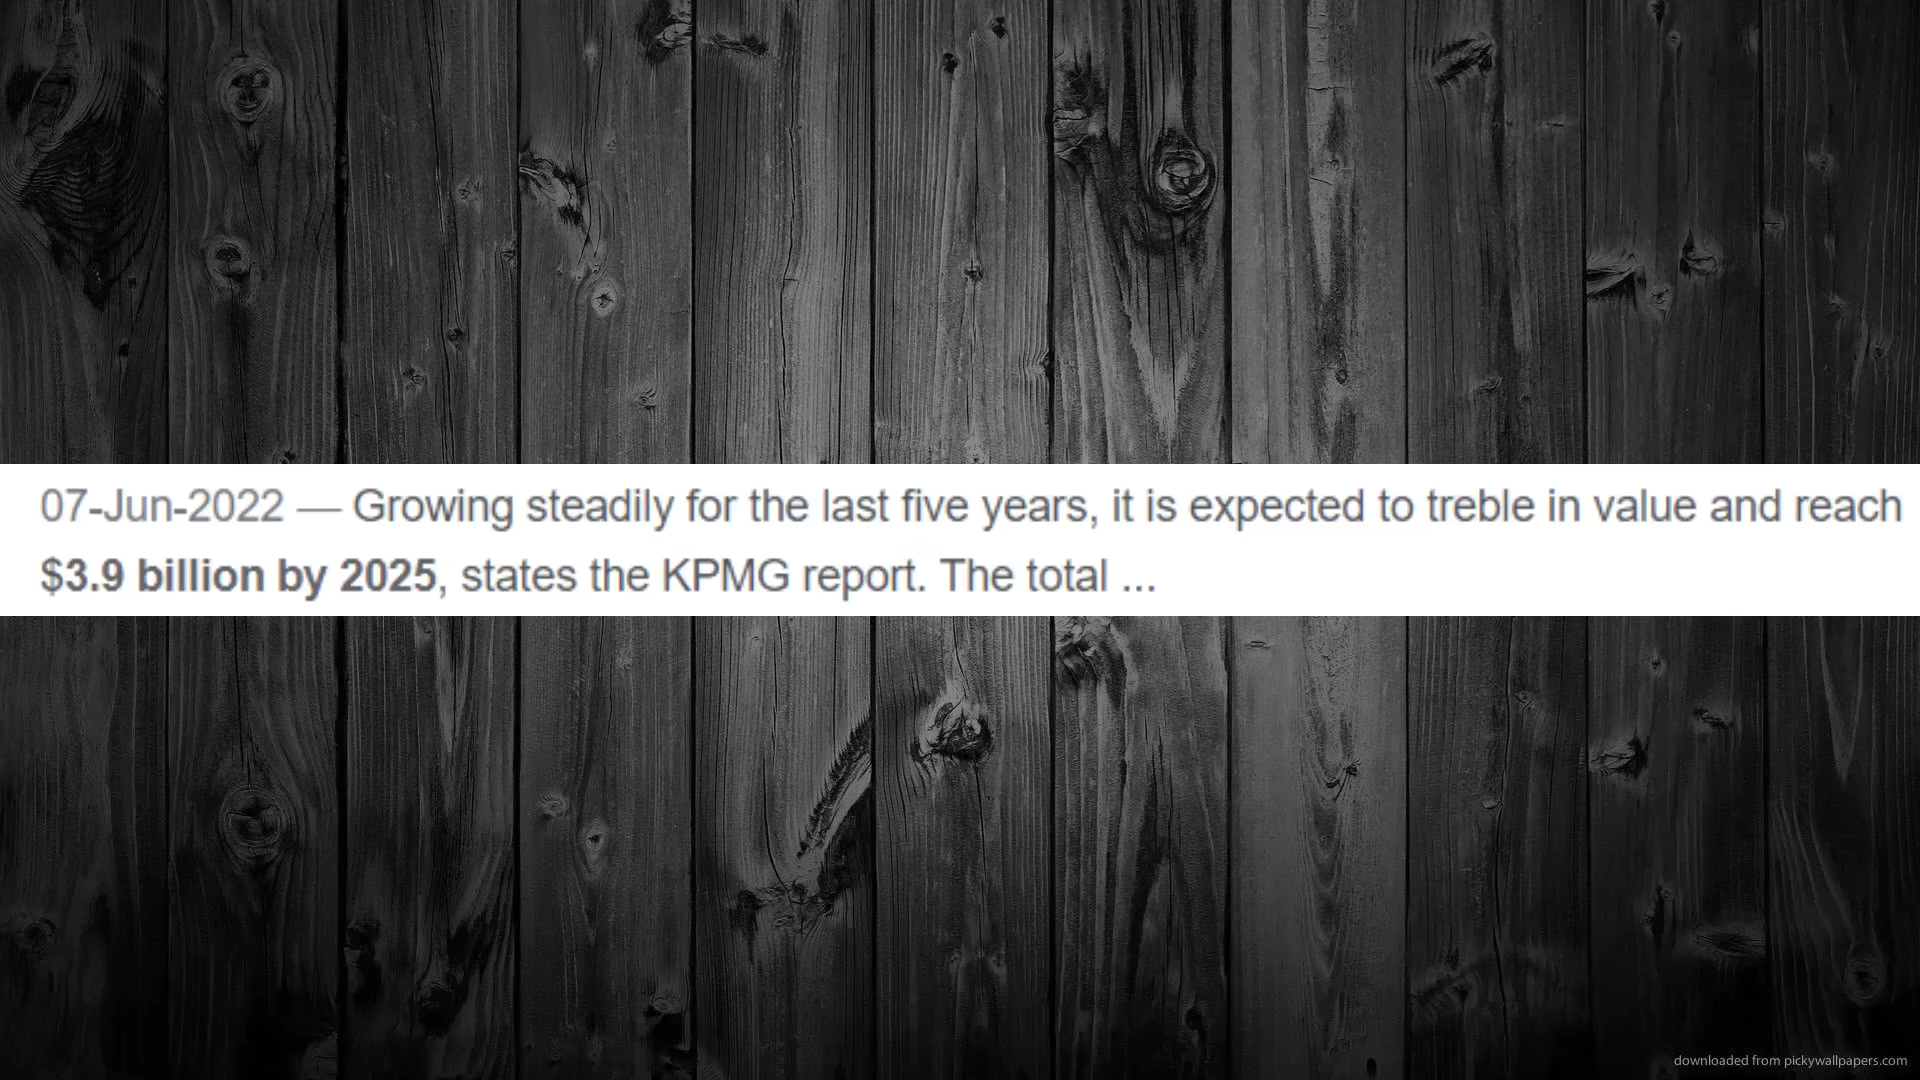 07-Jun-2022 — Growing steadily for the last five years, it is expected to treble in value and reach
$3.9 billion by 2025, states the KPMG report. The total ...
downloaded from pickywallpapers.com